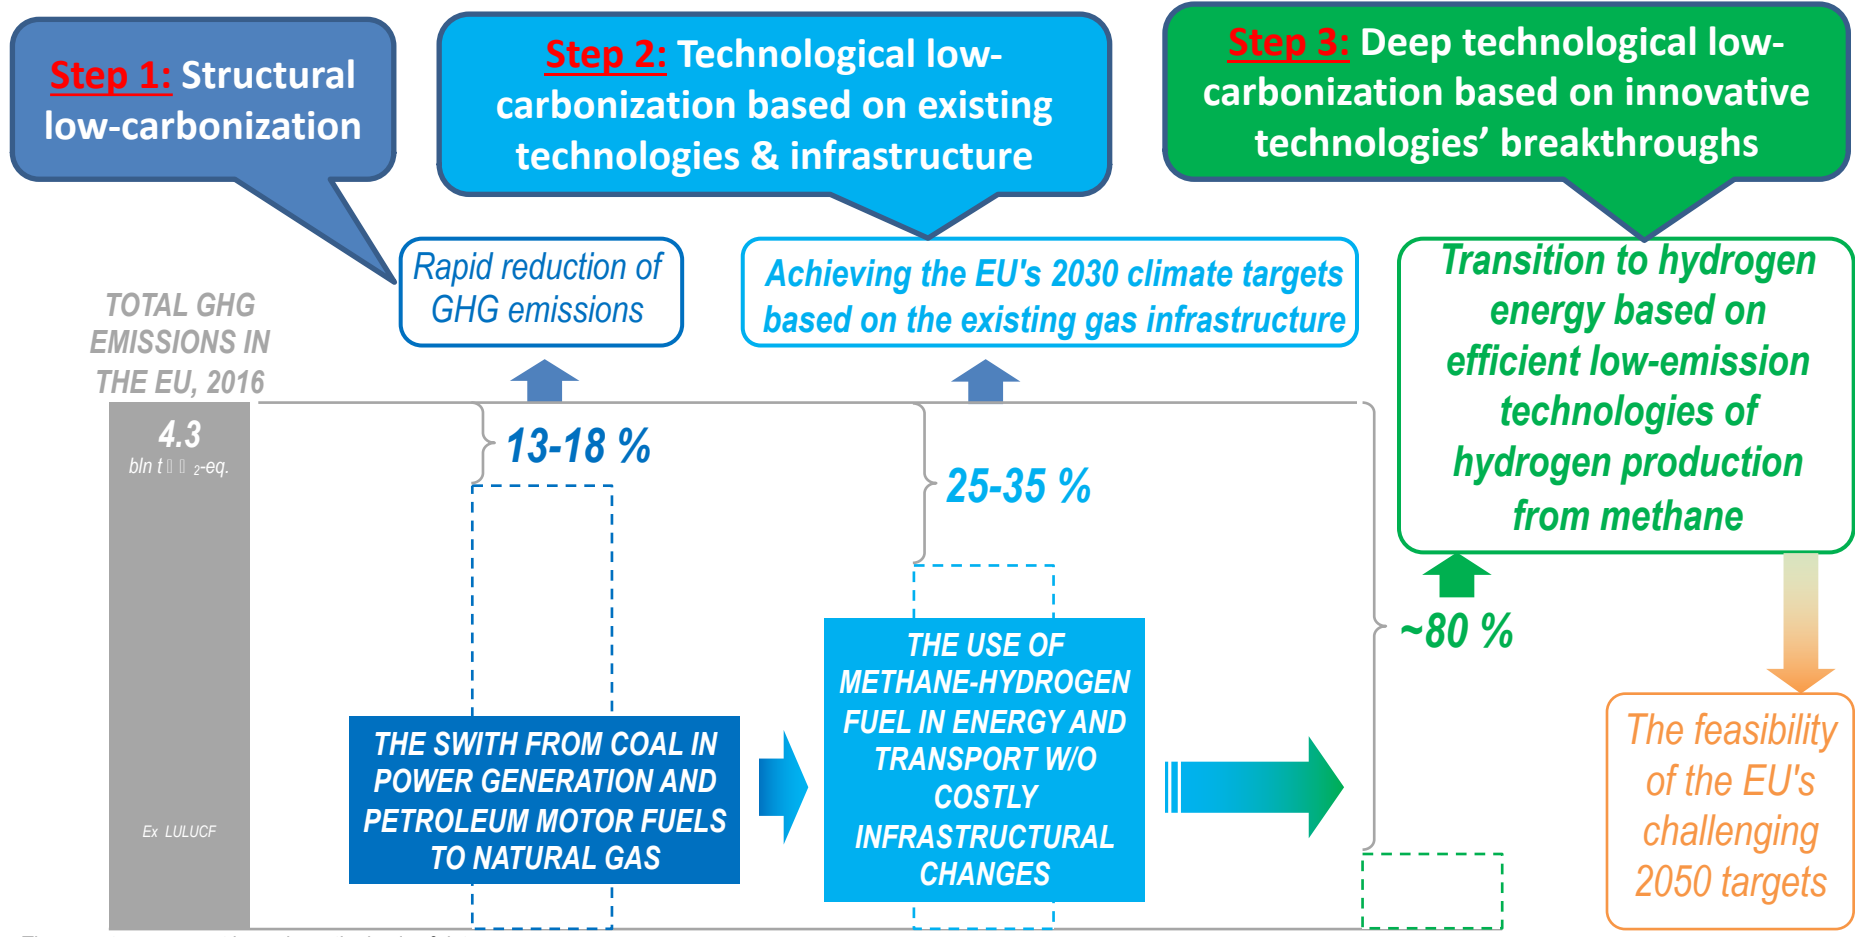 Step 1: Structural
low-carbonization
Step 2: Technological low-
carbonization based on existing
technologies & infrastructure
Step 3: Deep technological low-
carbonization based on innovative
technologies’ breakthroughs
Rapid reduction of
GHG emissions
Achieving the EU's 2030 climate targets
based on the existing gas infrastructure
Transition to hydrogen
energy based on
efficient low-emission
technologies of
hydrogen production
from methane
TOTAL GHG
EMISSIONS IN
THE EU, 2016
4.3
bln t 2-eq.
13-18 %
25-35 %
~80 %
THE SWITH FROM COAL IN
POWER GENERATION AND
PETROLEUM MOTOR FUELS
TO NATURAL GAS
THE USE OF
METHANE-HYDROGEN
FUEL IN ENERGY AND
TRANSPORT W/O
COSTLY
INFRASTRUCTURAL
CHANGES
The feasibility
of the EU's
challenging
2050 targets
Ex LULUCF